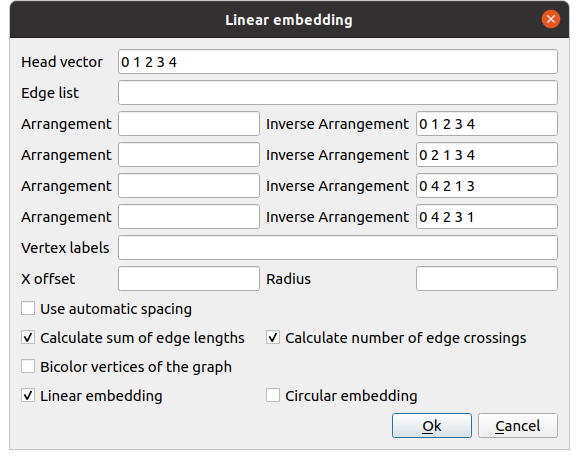 Linear embedding
Head vector 0 1 2 3 4
Edge list
Arrangement Inverse Arrangement 0 1 2 3 4
Arrangement Inverse Arrangement 0 2 1 3 4
Arrangement Inverse Arrangement 0 4 2 1 3
Arrangement Inverse Arrangement 0 4 2 3 1
Vertex labels
X offset Radius
Use automatic spacing
Calculate sum of edge lengths Calculate number of edge crossings
Bicolor vertices of the graph
Linear embedding Circular embedding
Ok Cancel